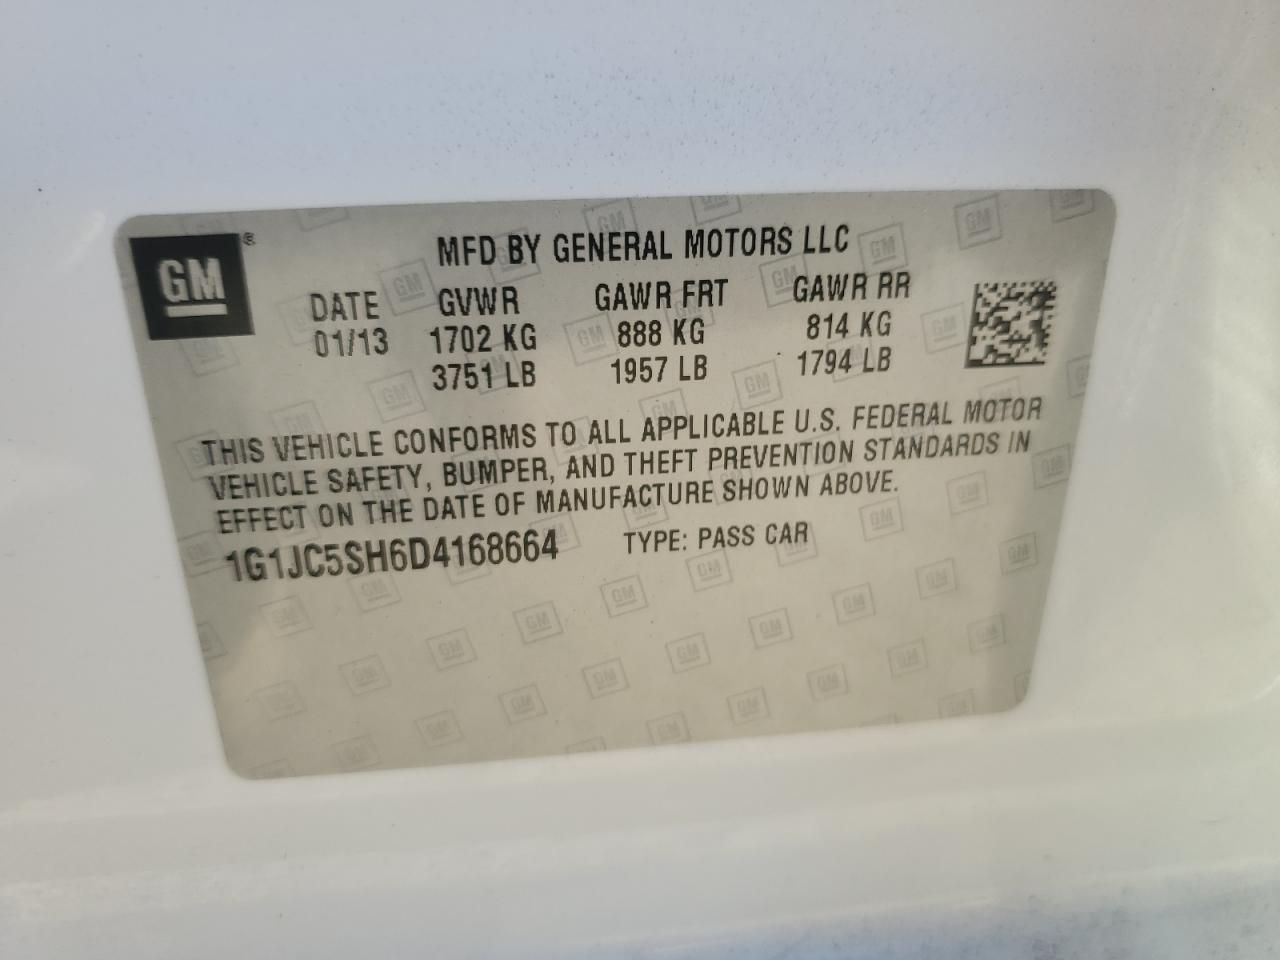 GM ®
MFD BY GENERAL MOTORS LLC
DATE GVWR GAWR FRT GAWR RR
01/13 1702 KG 888 KG 814 KG
3751 LB 1957 LB 1794 LB
THIS VEHICLE CONFORMS TO ALL APPLICABLE U.S. FEDERAL MOTOR
VEHICLE SAFETY, BUMPER, AND THEFT PREVENTION STANDARDS IN
EFFECT ON THE DATE OF MANUFACTURE SHOWN ABOVE.
1G1JC5SH6D4168664 TYPE: PASS CAR